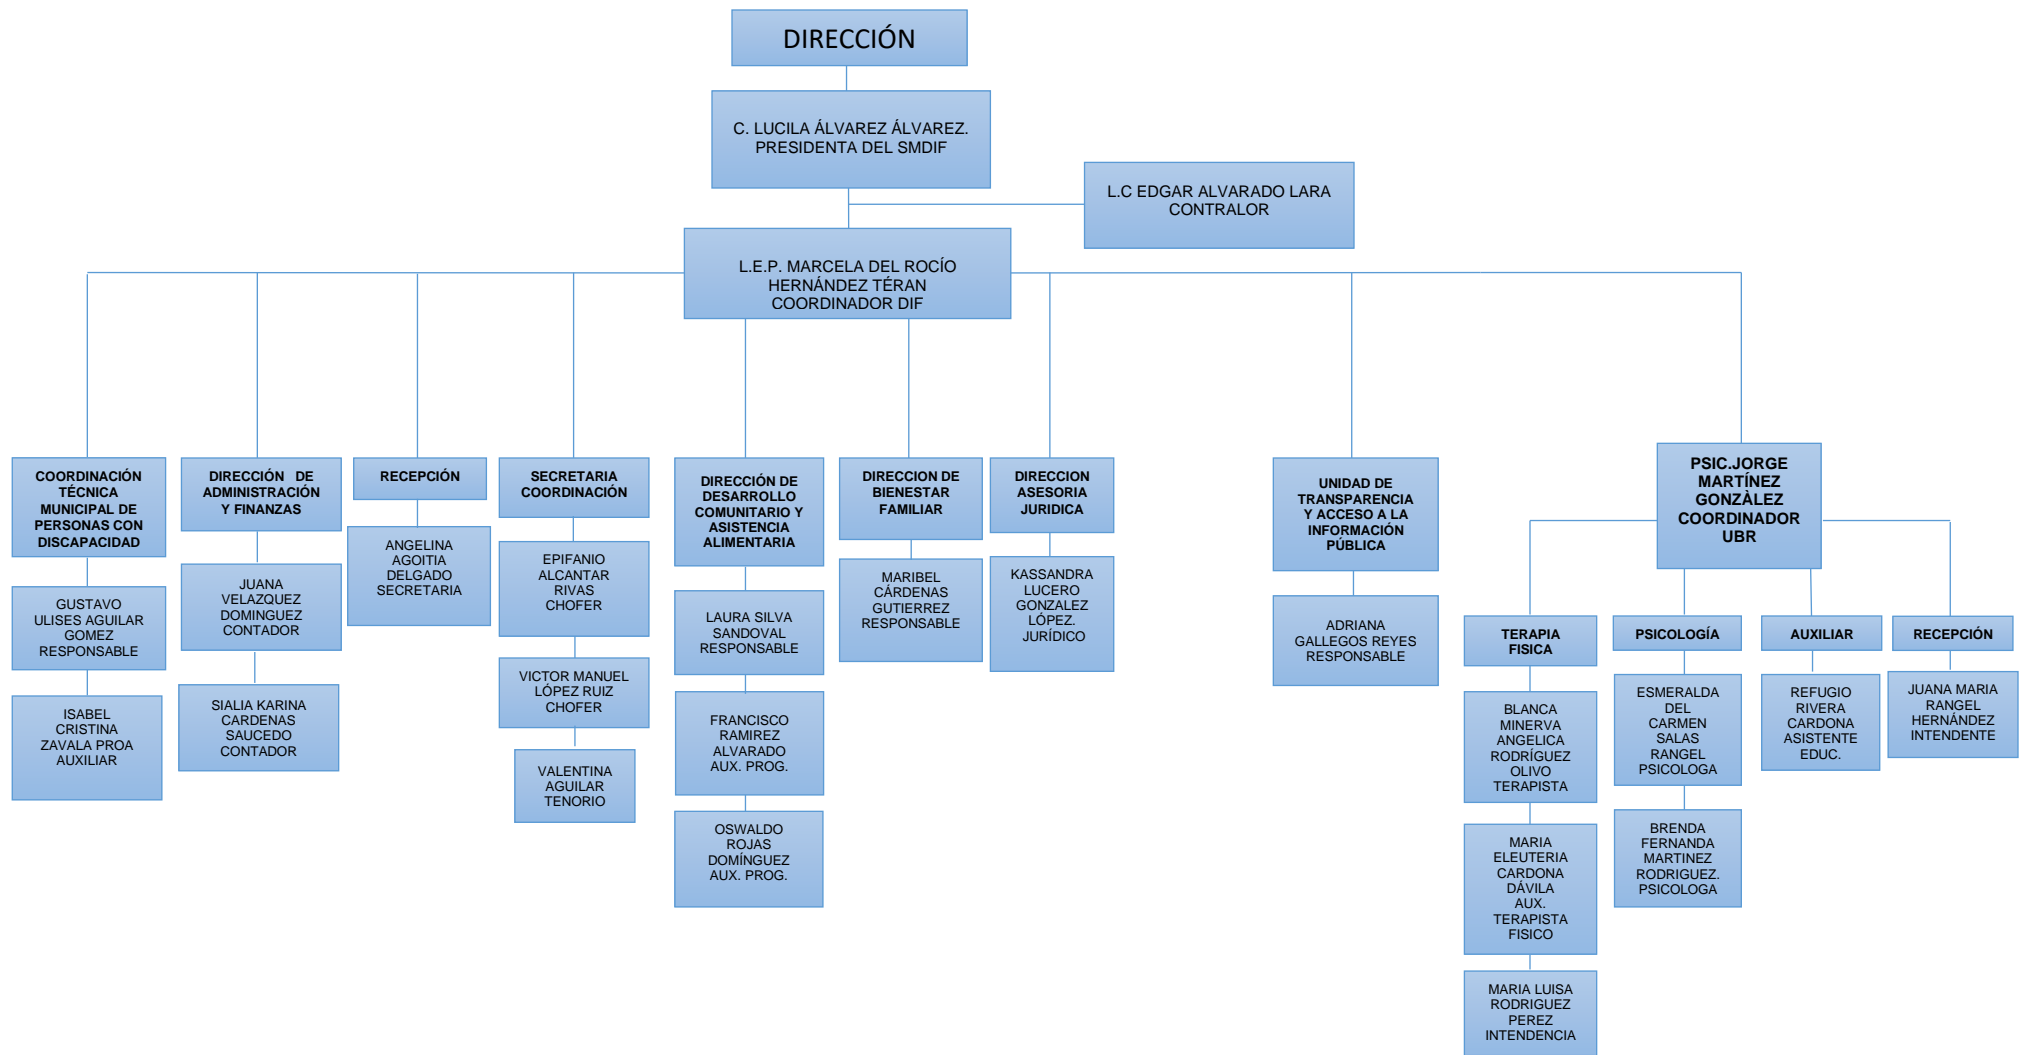 DIRECCIÓN
C. LUCILA ÁLVAREZ ÁLVAREZ.
PRESIDENTA DEL SMDIF
L.C EDGAR ALVARADO LARA
CONTRALOR
L.E.P. MARCELA DEL ROCÍO
HERNÁNDEZ TÉRAN
COORDINADOR DIF
COORDINACIÓN
TÉCNICA
MUNICIPAL DE
PERSONAS CON
DISCAPACIDAD
GUSTAVO
ULISES AGUILAR
GOMEZ
RESPONSABLE
ISABEL
CRISTINA
ZAVALA PROA
AUXILIAR
DIRECCIÓN DE
ADMINISTRACIÓN
Y FINANZAS
JUANA
VELAZQUEZ
DOMINGUEZ
CONTADOR
SIALIA KARINA
CARDENAS
SAUCEDO
CONTADOR
RECEPCIÓN
ANGELINA
AGOITIA
DELGADO
SECRETARIA
SECRETARIA
COORDINACIÓN
EPIFANIO
ALCANTAR
RIVAS
CHOFER
VICTOR MANUEL
LÓPEZ RUIZ
CHOFER
VALENTINA
AGUILAR
TENORIO
DIRECCIÓN DE
DESARROLLO
COMUNITARIO Y
ASISTENCIA
ALIMENTARIA
LAURA SILVA
SANDOVAL
RESPONSABLE
FRANCISCO
RAMIREZ
ALVARADO
AUX. PROG.
OSWALDO
ROJAS
DOMÍNGUEZ
AUX. PROG.
DIRECCION DE
BIENESTAR
FAMILIAR
MARIBEL
CÁRDENAS
GUTIERREZ
RESPONSABLE
DIRECCION
ASESORIA
JURIDICA
KASSANDRA
LUCERO
GONZALEZ
LÓPEZ.
JURÍDICO
UNIDAD DE
TRANSPARENCIA
Y ACCESO A LA
INFORMACIÓN
PÚBLICA
ADRIANA
GALLEGOS REYES
RESPONSABLE
PSIC.JORGE
MARTÍNEZ
GONZÀLEZ
COORDINADOR
UBR
TERAPIA
FISICA
BLANCA
MINERVA
ANGELICA
RODRÍGUEZ
OLIVO
TERAPISTA
MARIA
ELEUTERIA
CARDONA
DÁVILA
AUX.
TERAPISTA
FISICO
MARIA LUISA
RODRIGUEZ
PEREZ
INTENDENCIA
PSICOLOGÍA
ESMERALDA
DEL
CARMEN
SALAS
RANGEL
PSICOLOGA
BRENDA
FERNANDA
MARTINEZ
RODRIGUEZ.
PSICOLOGA
AUXILIAR
REFUGIO
RIVERA
CARDONA
ASISTENTE
EDUC.
RECEPCIÓN
JUANA MARIA
RANGEL
HERNÁNDEZ
INTENDENTE